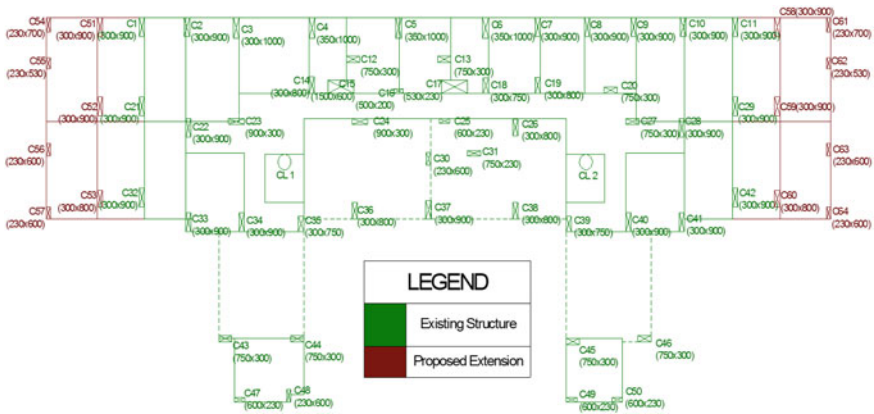 C54
(230x700)
C51
(300x900)
C1
(800x900)
C2
(300x900)
C3
(300x1000)
C4
(350x1000)
C5
(350x1000)
C6
(350x1000)
C7
(300x900)
C8
(300x900)
C9
(300x900)
C10
(300x900)
C11
(300x900)
C58(300x900)
C61
(230x700)
C55
(230x530)
C12
(750x300)
C13
(750x300)
C62
(230x530)
C52
(300x900)
C21
(300x900)
C14
(300x800)
C15
(1500x600)
C16
(500x200)
C17
(530x230)
C18
(300x750)
C19
(300x800)
C20
(750x300)
C29
(300x900)
C59(300x900)
C22
(300x900)
C23
(900x300)
C24
(900x300)
C25
(600x230)
C26
(300x800)
C27
(750x300)
C28
(300x900)
C56
(230x600)
C30
(230x600)
C31
(750x230)
C63
(230x600)
CL 1
CL 2
C53
(300x800)
C32
(300x900)
C42
(300x900)
C60
(300x800)
C57
(230x600)
C33
(300x900)
C34
(300x900)
C35
(300x750)
C36
(300x800)
C37
(300x900)
C38
(300x800)
C39
(300x750)
C40
(300x900)
C41
(300x900)
C64
(230x600)
LEGEND
Existing Structure
Proposed Extension
C43
(750x300)
C44
(750x300)
C45
(750x300)
C46
(750x300)
C47
(600x230)
C48
(230x600)
C49
(600x230)
C50
(600x230)